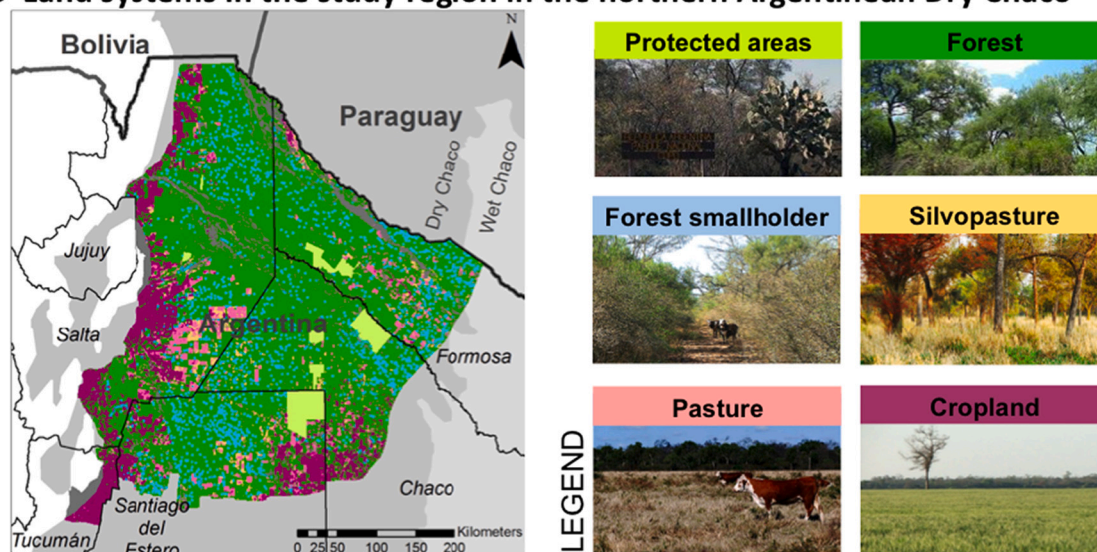 Land systems in the study region in the northern Argentinean Dry Chaco
Bolivia
N
Paraguay
Dry Chaco
Wet Chaco
Jujuy
Salta
Argentina
Formosa
Chaco
Santiago
del
Estero
Tucumán
Kilometers
0 25 50 100 150 200
LEGEND
Protected areas
Forest
Forest smallholder
Silvopasture
Pasture
Cropland